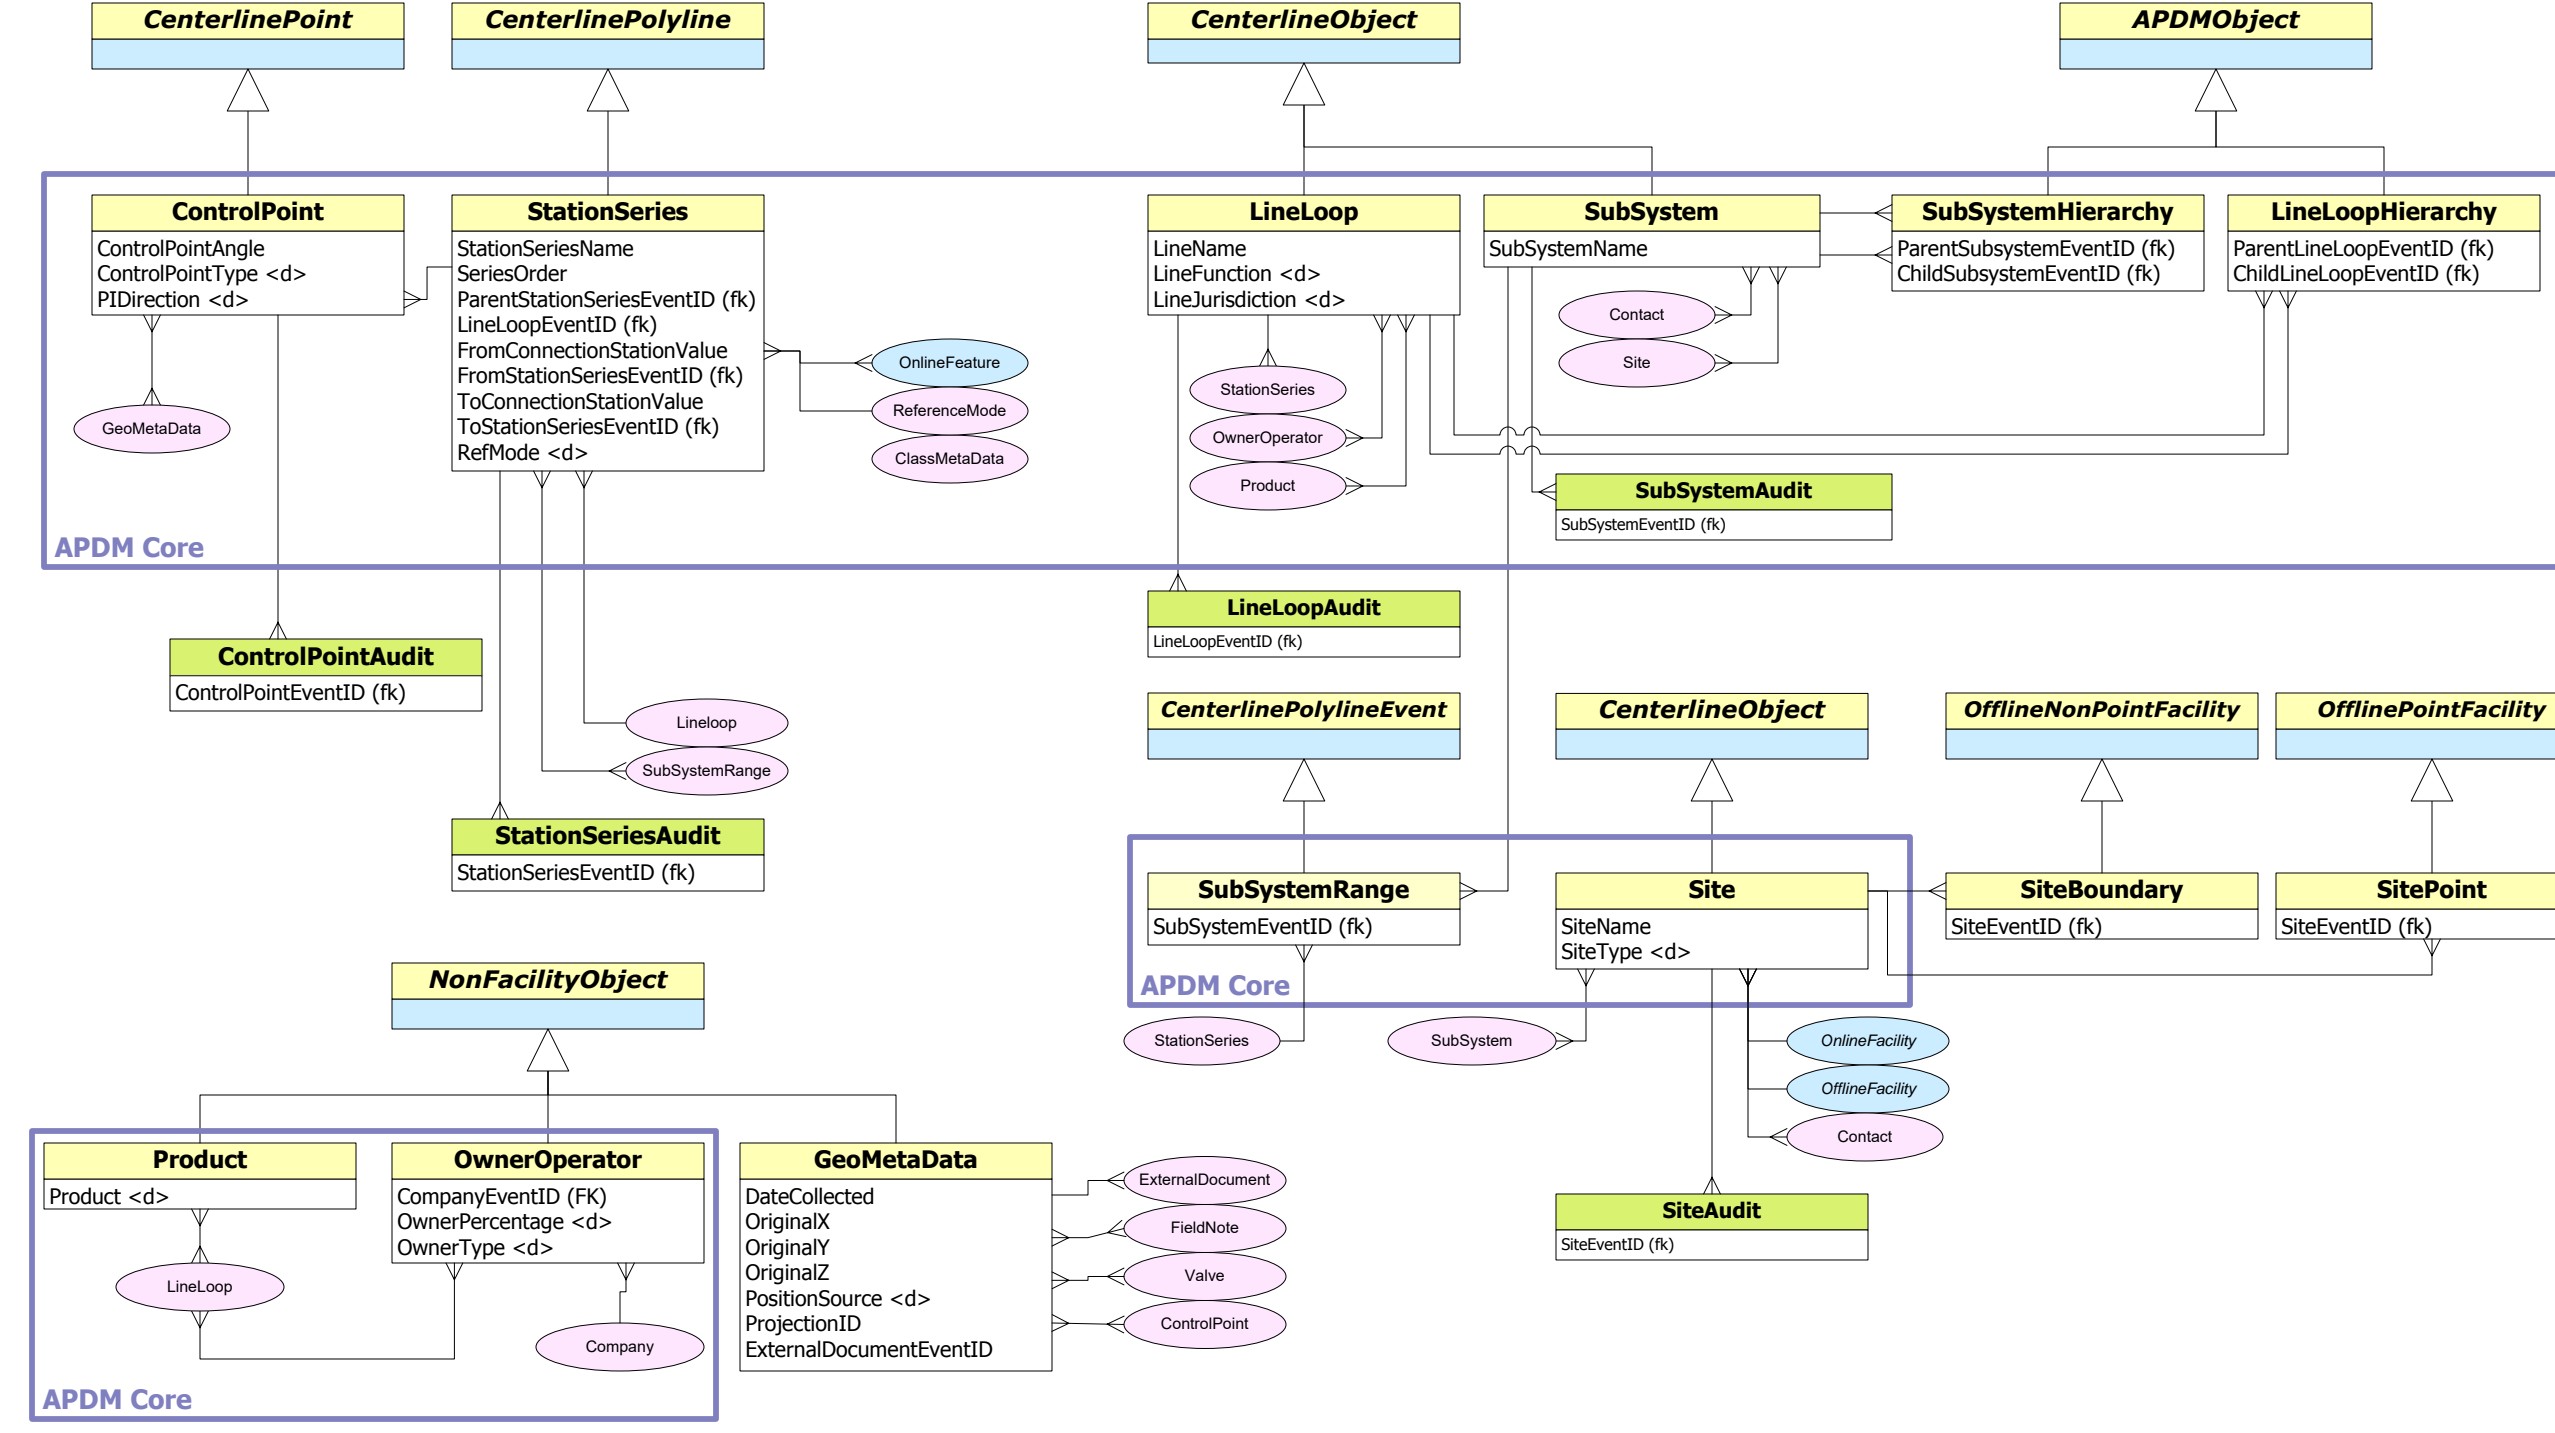 CenterlinePoint
CenterlinePolyline
CenterlineObject
APDMObject
ControlPoint
ControlPointAngle
ControlPointType <d>
PIDirection <d>
GeoMetaData
StationSeries
StationSeriesName
SeriesOrder
ParentStationSeriesEventID (fk)
LineLoopEventID (fk)
FromConnectionStationValue
FromStationSeriesEventID (fk)
ToConnectionStationValue
ToStationSeriesEventID (fk)
RefMode <d>
OnlineFeature
ReferenceMode
ClassMetaData
LineLoop
LineName
LineFunction <d>
LineJurisdiction <d>
StationSeries
OwnerOperator
Product
SubSystem
SubSystemName
Contact
Site
SubSystemHierarchy
ParentSubsystemEventID (fk)
ChildSubsystemEventID (fk)
LineLoopHierarchy
ParentLineLoopEventID (fk)
ChildLineLoopEventID (fk)
SubSystemAudit
SubSystemEventID (fk)
APDM Core
LineLoopAudit
LineLoopEventID (fk)
ControlPointAudit
ControlPointEventID (fk)
Lineloop
SubSystemRange
StationSeriesAudit
StationSeriesEventID (fk)
CenterlinePolylineEvent
CenterlineObject
OfflineNonPointFacility
OfflinePointFacility
SubSystemRange
SubSystemEventID (fk)
Site
SiteName
SiteType <d>
SiteBoundary
SiteEventID (fk)
SitePoint
SiteEventID (fk)
APDM Core
StationSeries
SubSystem
OnlineFacility
OfflineFacility
Contact
SiteAudit
SiteEventID (fk)
NonFacilityObject
Product
Product <d>
LineLoop
OwnerOperator
CompanyEventID (FK)
OwnerPercentage <d>
OwnerType <d>
Company
APDM Core
GeoMetaData
DateCollected
OriginalX
OriginalY
OriginalZ
PositionSource <d>
ProjectionID
ExternalDocumentEventID
ExternalDocument
FieldNote
Valve
ControlPoint